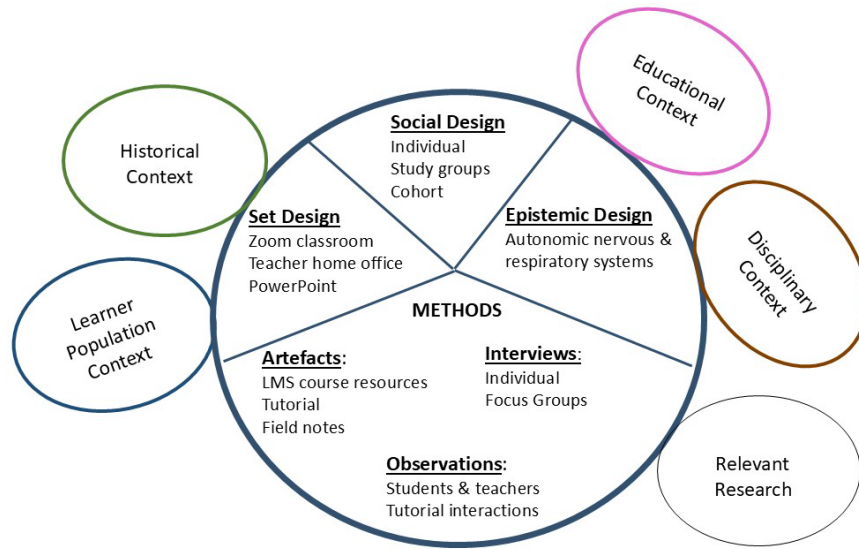 Educational
Context
Historical
Context
Social Design
Individual
Study groups
Cohort
Set Design
Zoom classroom
Teacher home office
PowerPoint
Epistemic Design
Autonomic nervous &
respiratory systems
Disciplinary
Context
Learner
Population
Context
METHODS
Artefacts:
LMS course resources
Tutorial
Field notes
Interviews:
Individual
Focus Groups
Observations:
Students & teachers
Tutorial interactions
Relevant
Research